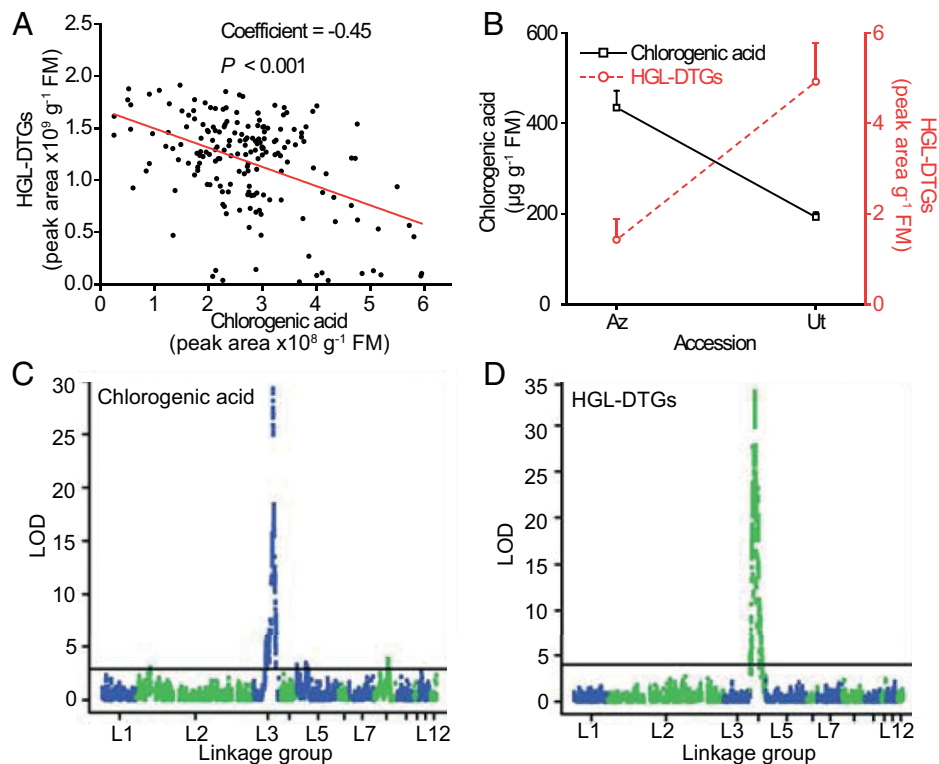 A
Coefficient = -0.45
P < 0.001
HGL-DTGs
(peak area x10⁹ g⁻¹ FM)
2.5
2.0
1.5
1.0
0.5
0.0
0 1 2 3 4 5 6
Chlorogenic acid
(peak area x10⁸ g⁻¹ FM)
B
Chlorogenic acid
HGL-DTGs
Chlorogenic acid
(µg g⁻¹ FM)
600
400
200
0
6
4
2
0
HGL-DTGs
(peak area g⁻¹ FM)
Az Ut
Accession
C
Chlorogenic acid
LOD
30
25
20
15
10
5
0
L1 L2 L3 L5 L7 L12
Linkage group
D
HGL-DTGs
LOD
35
30
25
20
15
10
5
0
L1 L2 L3 L5 L7 L12
Linkage group